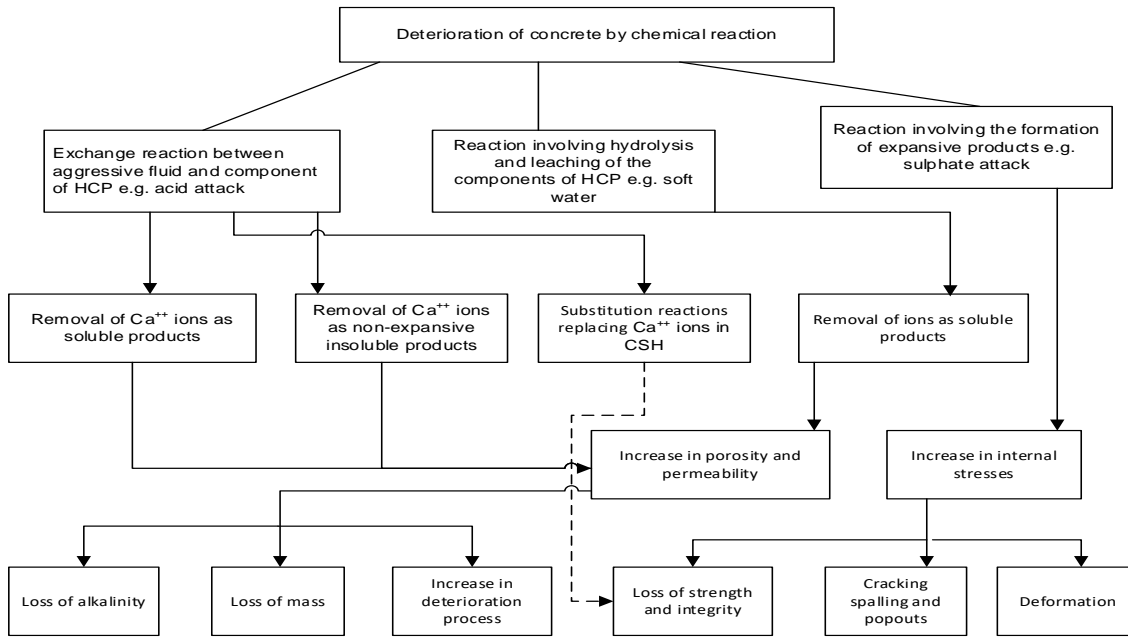 Deterioration of concrete by chemical reaction
Exchange reaction between
aggressive fluid and component
of HCP e.g. acid attack
Reaction involving hydrolysis
and leaching of the
components of HCP e.g. soft
water
Reaction involving the formation
of expansive products e.g.
sulphate attack
Removal of Ca⁺⁺ ions as
soluble products
Removal of Ca⁺⁺ ions
as non-expansive
insoluble products
Substitution reactions
replacing Ca⁺⁺ ions in
CSH
Removal of ions as soluble
products
Increase in porosity and
permeability
Increase in internal
stresses
Loss of alkalinity
Loss of mass
Increase in
deterioration
process
Loss of strength
and integrity
Cracking
spalling and
popouts
Deformation